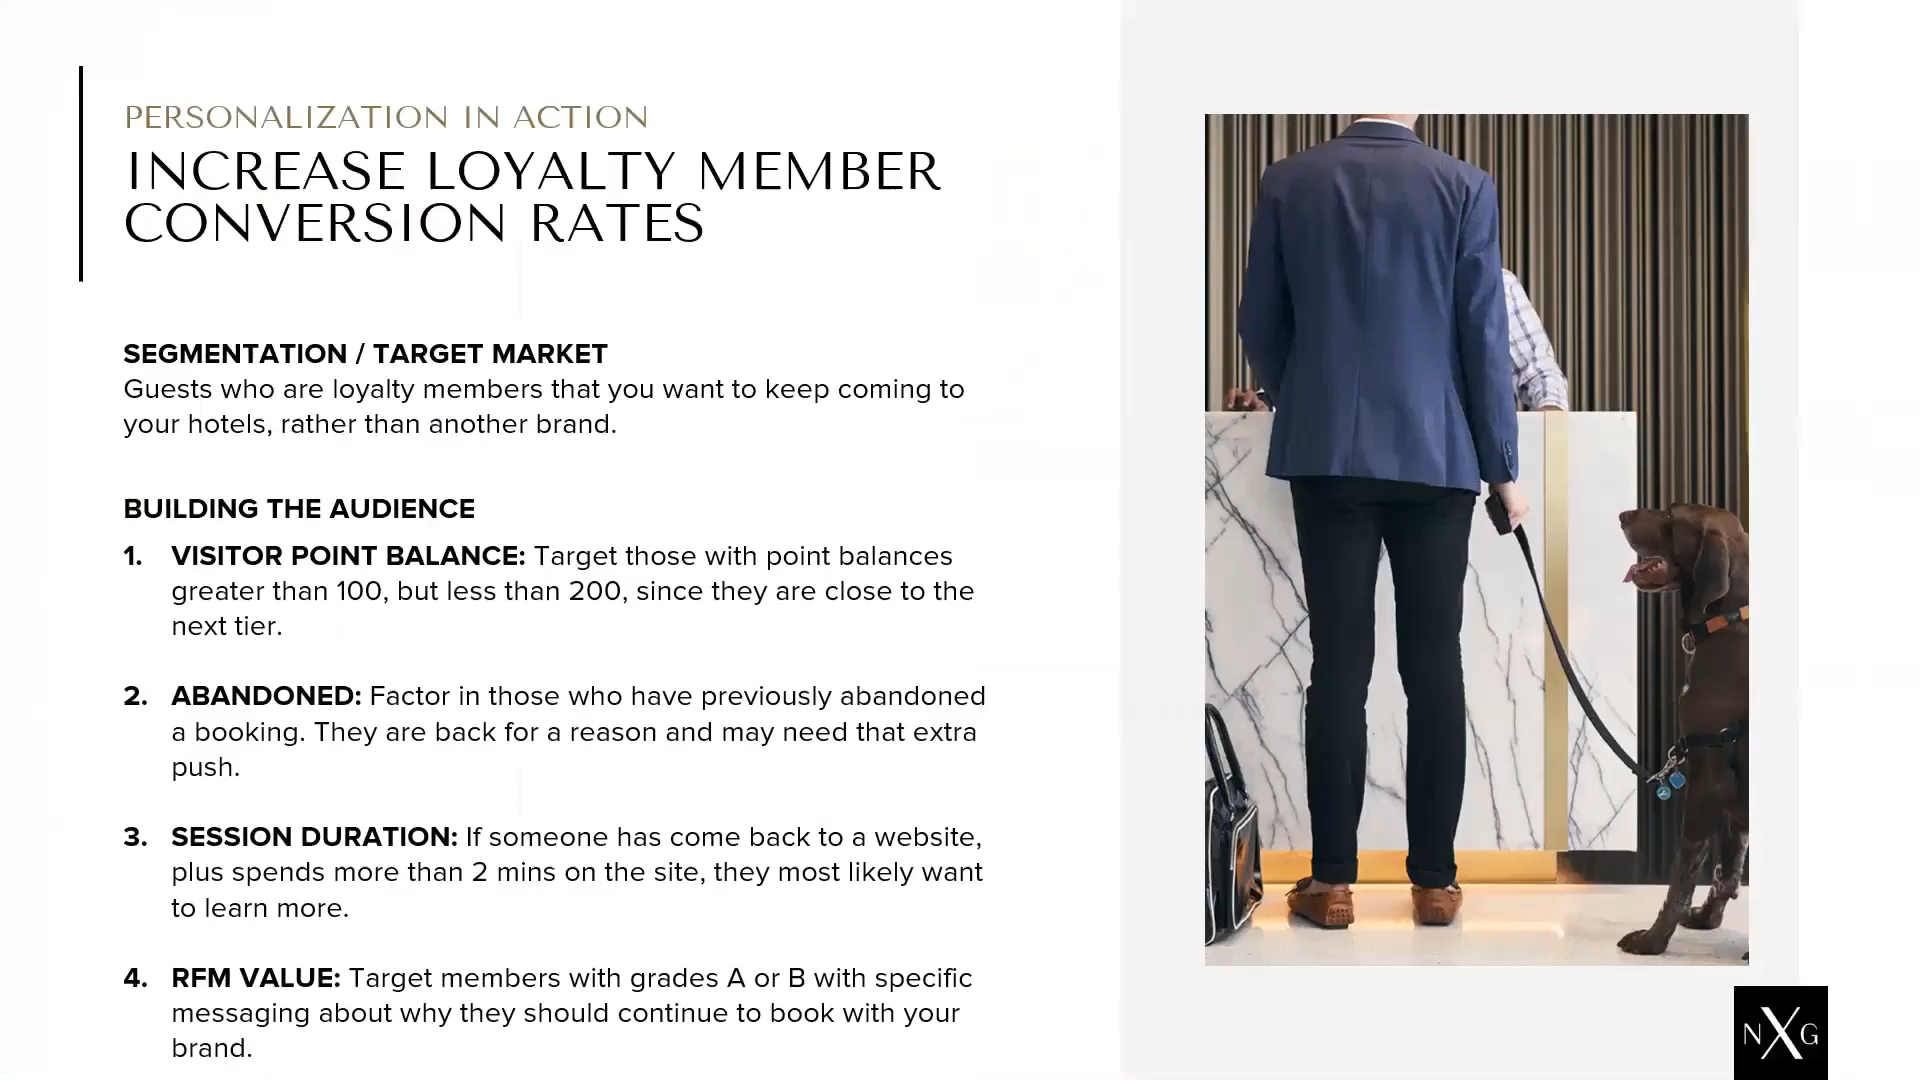 PERSONALIZATION IN ACTION
INCREASE LOYALTY MEMBER
CONVERSION RATES
SEGMENTATION / TARGET MARKET
Guests who are loyalty members that you want to keep coming to
your hotels, rather than another brand.
BUILDING THE AUDIENCE
1. VISITOR POINT BALANCE: Target those with point balances
greater than 100, but less than 200, since they are close to the
next tier.
2. ABANDONED: Factor in those who have previously abandoned
a booking. They are back for a reason and may need that extra
push.
3. SESSION DURATION: If someone has come back to a website,
plus spends more than 2 mins on the site, they most likely want
to learn more.
4. RFM VALUE: Target members with grades A or B with specific
messaging about why they should continue to book with your
brand.
NXG